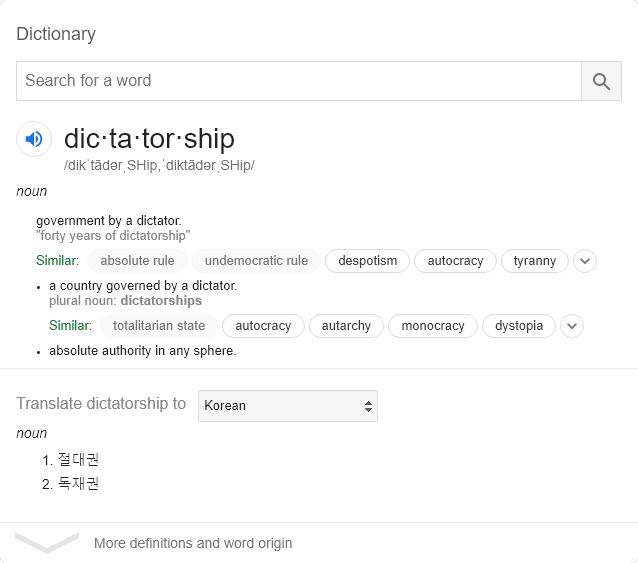 Dictionary
Search for a word
dic·ta·tor·ship
/dikˈtādərˌSHip,ˈdiktādərˌSHip/
noun
government by a dictator.
"forty years of dictatorship"
Similar: absolute rule undemocratic rule despotism autocracy tyranny
• a country governed by a dictator.
plural noun: dictatorships
Similar: totalitarian state autocracy autarchy monocracy dystopia
• absolute authority in any sphere.
Translate dictatorship to Korean
noun
1. 절대권
2. 독재권
More definitions and word origin